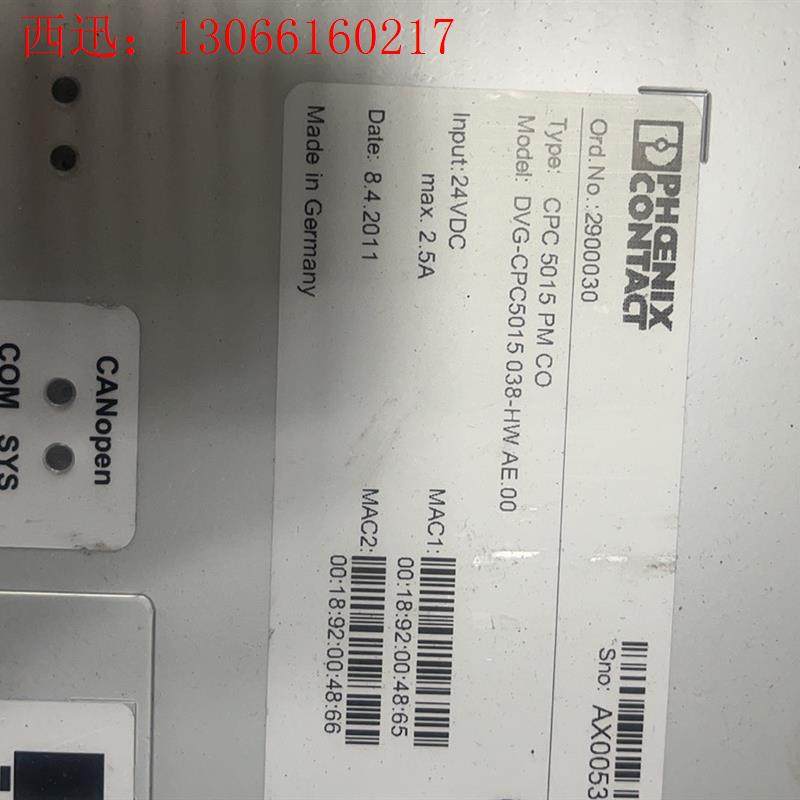 西迅：13066160217
PHŒNIX
CONTACT
Ord.No.:2900030
Type: CPC 5015 PM CO
Model: DVG-CPC5015 038-HW AE.00
Input:24VDC
max. 2.5A
Date: 8.4.2011
Made in Germany
MAC1:
00:18:92:00:48:65
MAC2:
00:18:92:00:48:66
Sno: AX0053
CANopen
COM SYS